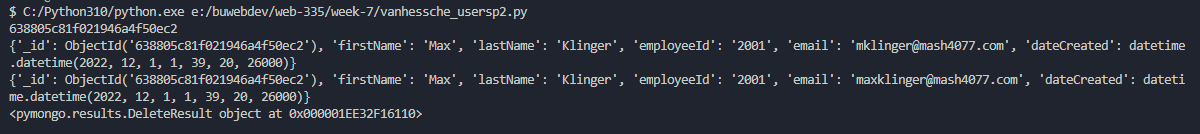 $ C:/Python310/python.exe e:/buwebdev/web-335/week-7/vanhessche_usersp2.py
638805c81f021946a4f50ec2
{'_id': ObjectId('638805c81f021946a4f50ec2'), 'firstName': 'Max', 'lastName': 'Klinger', 'employeeId': '2001', 'email': 'mklinger@mash4077.com', 'dateCreated': datetime
.datetime(2022, 12, 1, 1, 39, 20, 26000)}
{'_id': ObjectId('638805c81f021946a4f50ec2'), 'firstName': 'Max', 'lastName': 'Klinger', 'employeeId': '2001', 'email': 'maxklinger@mash4077.com', 'dateCreated': dateti
me.datetime(2022, 12, 1, 1, 39, 20, 26000)}
<pymongo.results.DeleteResult object at 0x000001EE32F16110>